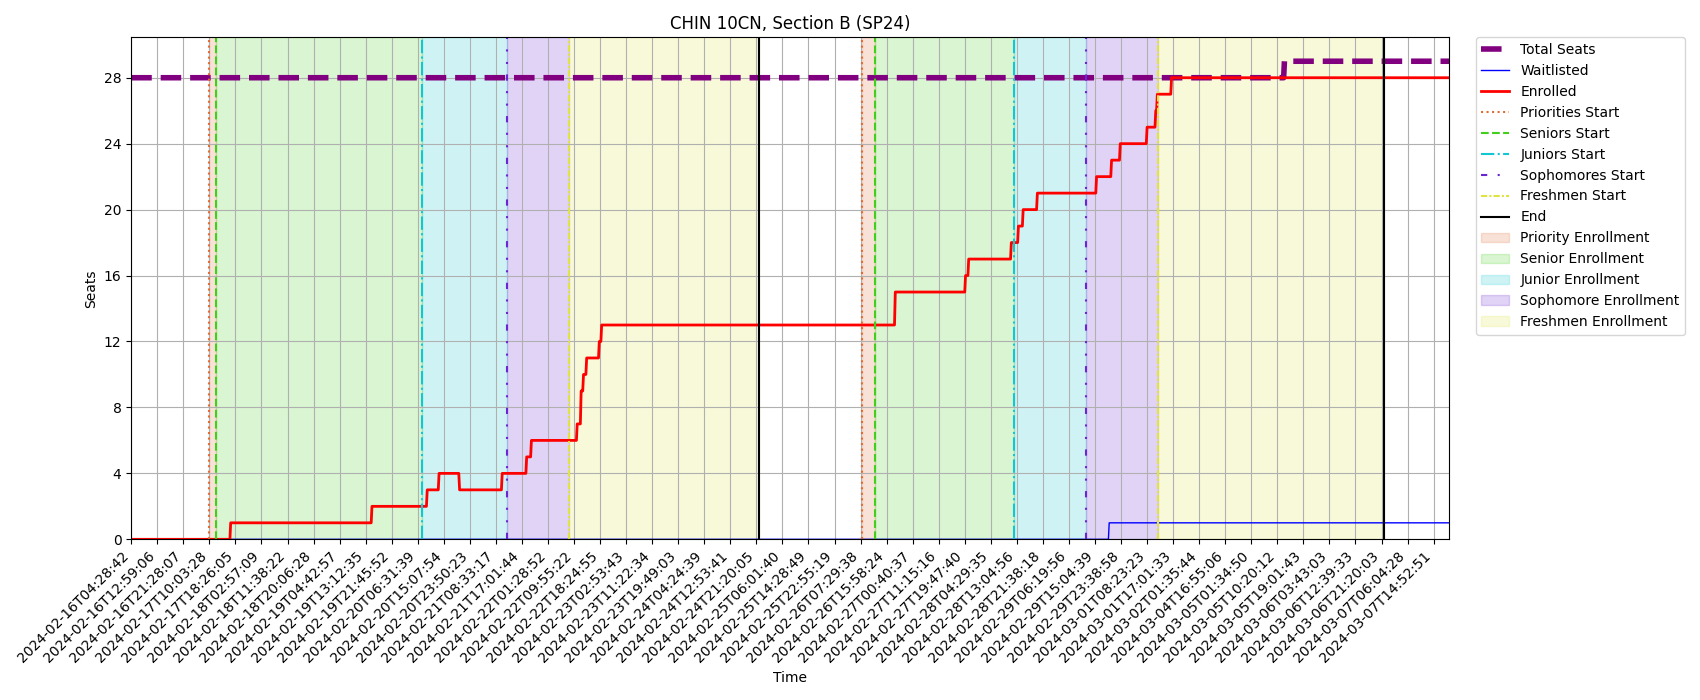 CHIN 10CN, Section B (SP24)
Seats
28
24
20
16
12
8
4
0
2024-02-16T04:28:42
2024-02-16T12:59:06
2024-02-16T21:28:07
2024-02-17T10:03:28
2024-02-17T18:26:05
2024-02-18T02:57:09
2024-02-18T11:38:22
2024-02-18T20:06:28
2024-02-19T04:42:57
2024-02-19T13:12:35
2024-02-19T21:45:52
2024-02-20T06:31:39
2024-02-20T15:07:54
2024-02-20T23:50:23
2024-02-21T08:33:17
2024-02-21T17:01:44
2024-02-22T01:28:52
2024-02-22T09:55:22
2024-02-22T18:24:55
2024-02-23T02:53:43
2024-02-23T11:22:34
2024-02-23T19:49:03
2024-02-24T04:24:39
2024-02-24T12:53:41
2024-02-24T21:20:05
2024-02-25T06:01:40
2024-02-25T14:28:49
2024-02-25T22:55:19
2024-02-26T07:29:38
2024-02-26T15:58:24
2024-02-27T00:40:37
2024-02-27T11:15:16
2024-02-27T19:47:40
2024-02-28T04:29:35
2024-02-28T13:04:56
2024-02-28T21:38:18
2024-02-29T06:19:56
2024-02-29T15:04:39
2024-02-29T23:38:58
2024-03-01T08:23:23
2024-03-01T17:01:33
2024-03-02T01:35:44
2024-03-04T16:55:06
2024-03-05T01:34:50
2024-03-05T10:20:12
2024-03-05T19:01:43
2024-03-06T03:43:03
2024-03-06T12:39:33
2024-03-06T21:20:03
2024-03-07T06:04:28
2024-03-07T14:52:51
Time
Total Seats
Waitlisted
Enrolled
Priorities Start
Seniors Start
Juniors Start
Sophomores Start
Freshmen Start
End
Priority Enrollment
Senior Enrollment
Junior Enrollment
Sophomore Enrollment
Freshmen Enrollment